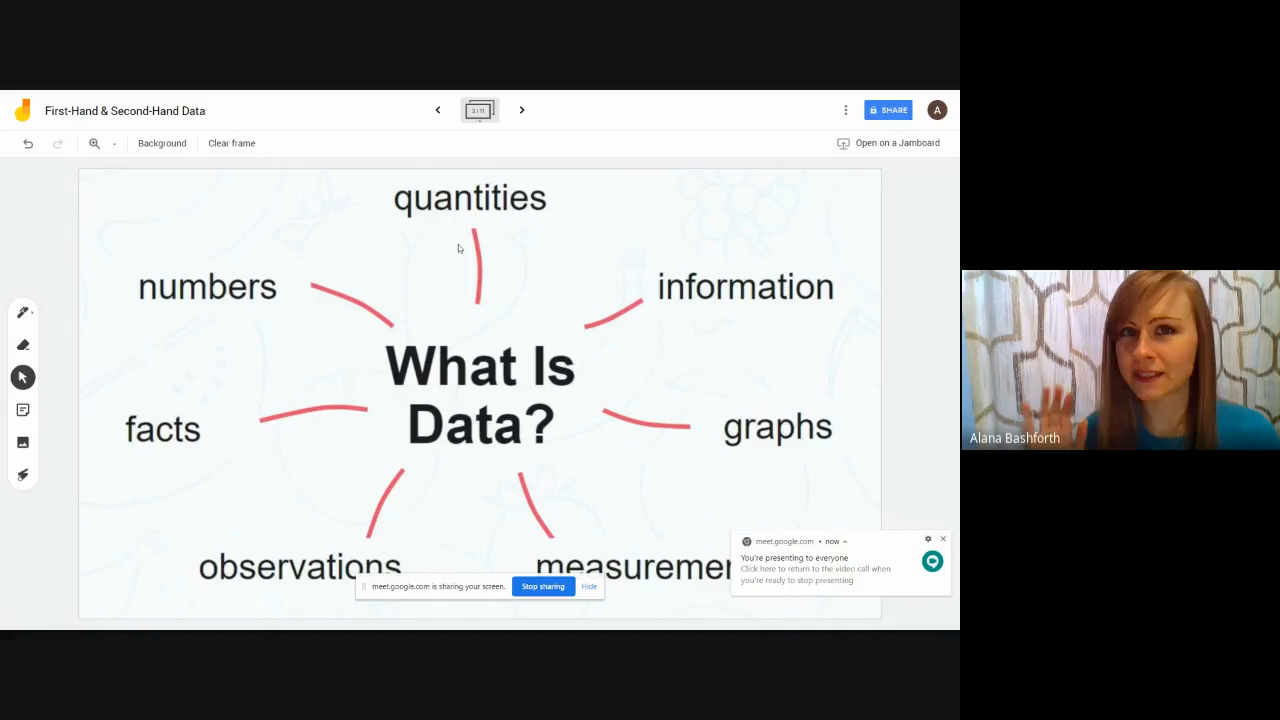 First-Hand & Second-Hand Data
2 / 11
SHARE
A
Background
Clear frame
Open on a Jamboard
quantities
numbers
information
What Is
Data?
facts
graphs
observations
Alana Bashforth
meet.google.com • now
You're presenting to everyone
Click here to return to the video call when
you're ready to stop presenting
meet.google.com is sharing your screen.
Stop sharing
Hide